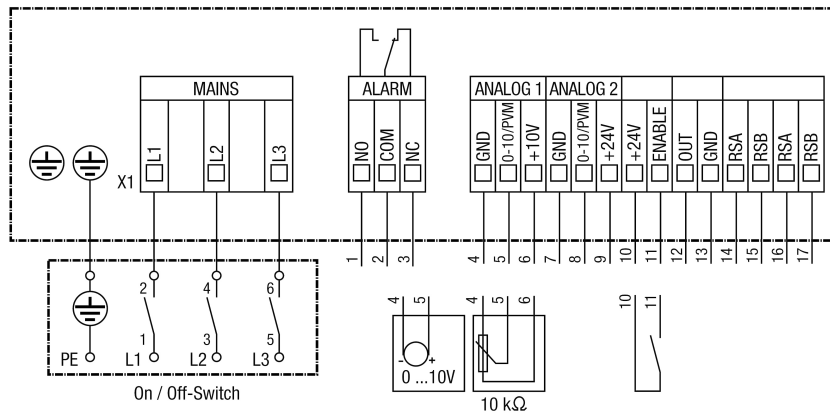 MAINS
ALARM
ANALOG 1
ANALOG 2
X1
L1
L2
L3
NO
COM
NC
GND
0-10/PVM
+10V
GND
0-10/PVM
+24V
+24V
ENABLE
OUT
GND
RSA
RSB
RSA
RSB
1
2
3
4
5
6
7
8
9
10
11
12
13
14
15
16
17
2
4
6
1
3
5
PE
L1
L2
L3
On / Off-Switch
4
5
- +
0 ...10V
4
5
6
10 kΩ
10
11